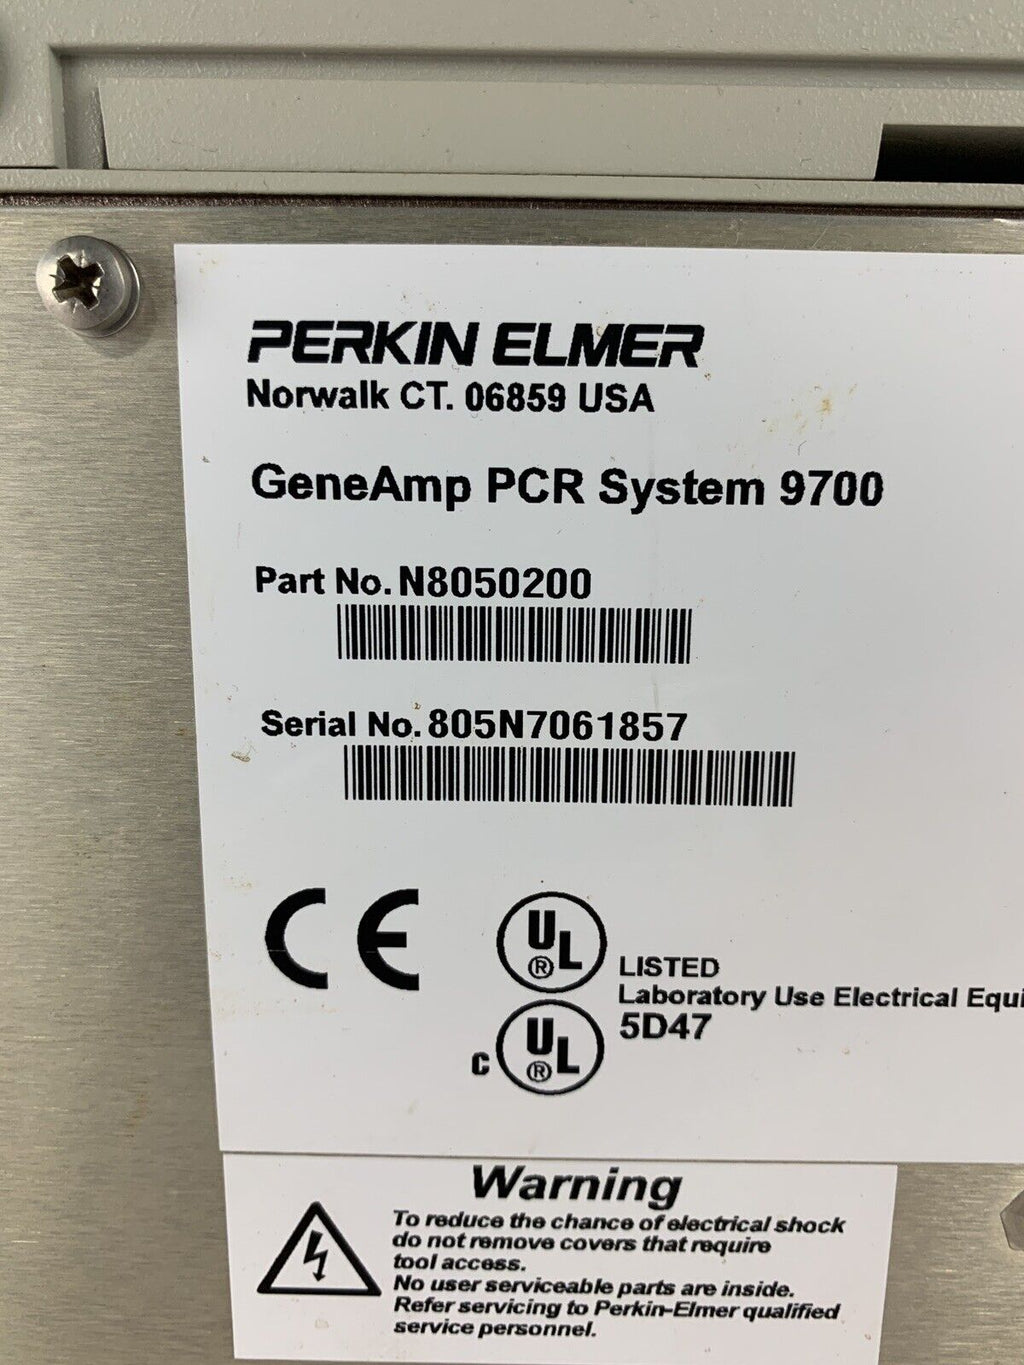 PERKIN ELMER
Norwalk CT. 06859 USA
GeneAmp PCR System 9700
Part No. N8050200
Serial No. 805N7061857
CE
UL
®
LISTED
Laboratory Use Electrical Equi
5D47
C
UL
®
Warning
To reduce the chance of electrical shock
do not remove covers that require
tool access.
No user serviceable parts are inside.
Refer servicing to Perkin-Elmer qualified
service personnel.